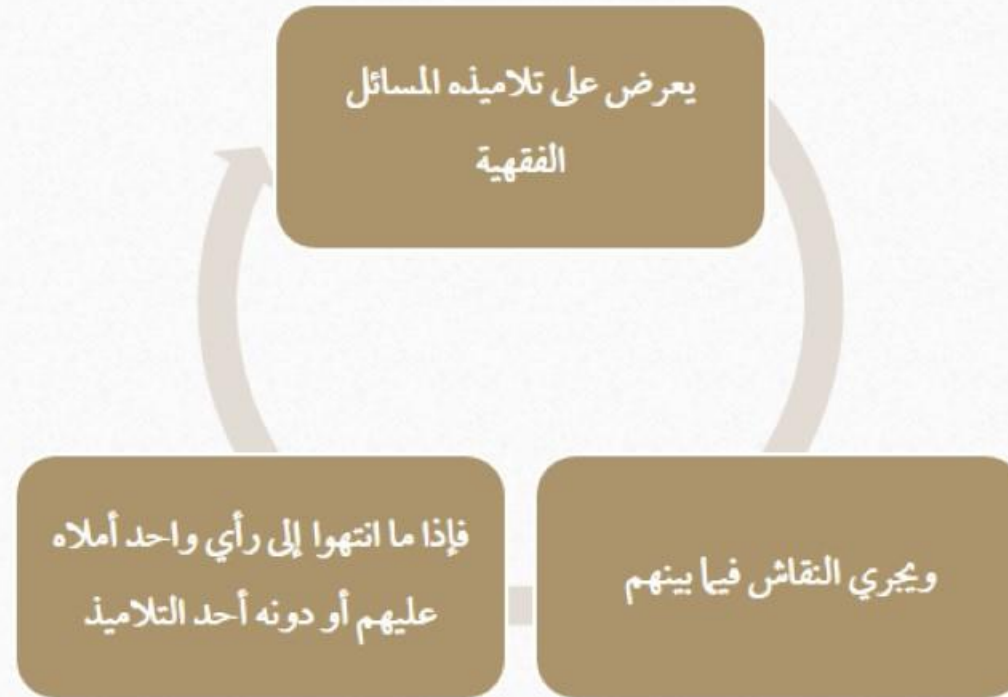 يعرض على تلاميذه المسائل
الفقهية
ويجري النقاش فيما بينهم
فإذا ما انتهوا إلى رأي واحد أملاه
عليهم أو دونه أحد التلاميذ